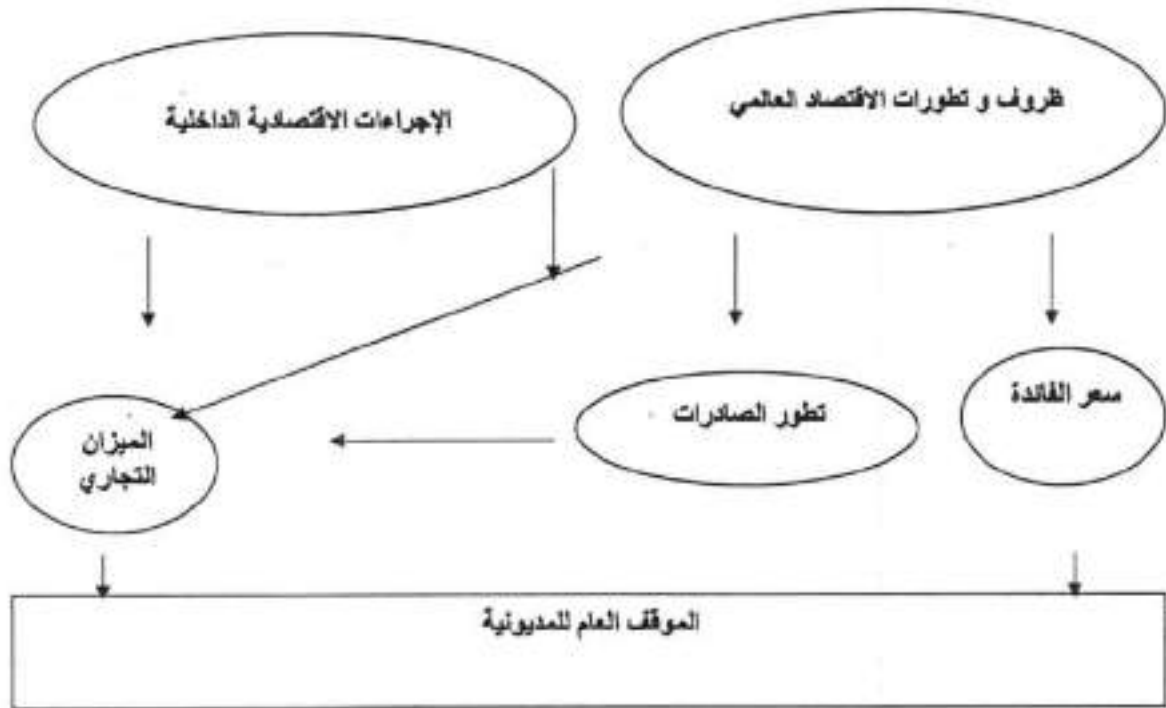 ظروف و تطورات الاقتصاد العالمي
الإجراءات الاقتصادية الداخلية
سعر الفائدة
تطور الصادرات
الميزان
التجاري
الموقف العام للمديونية